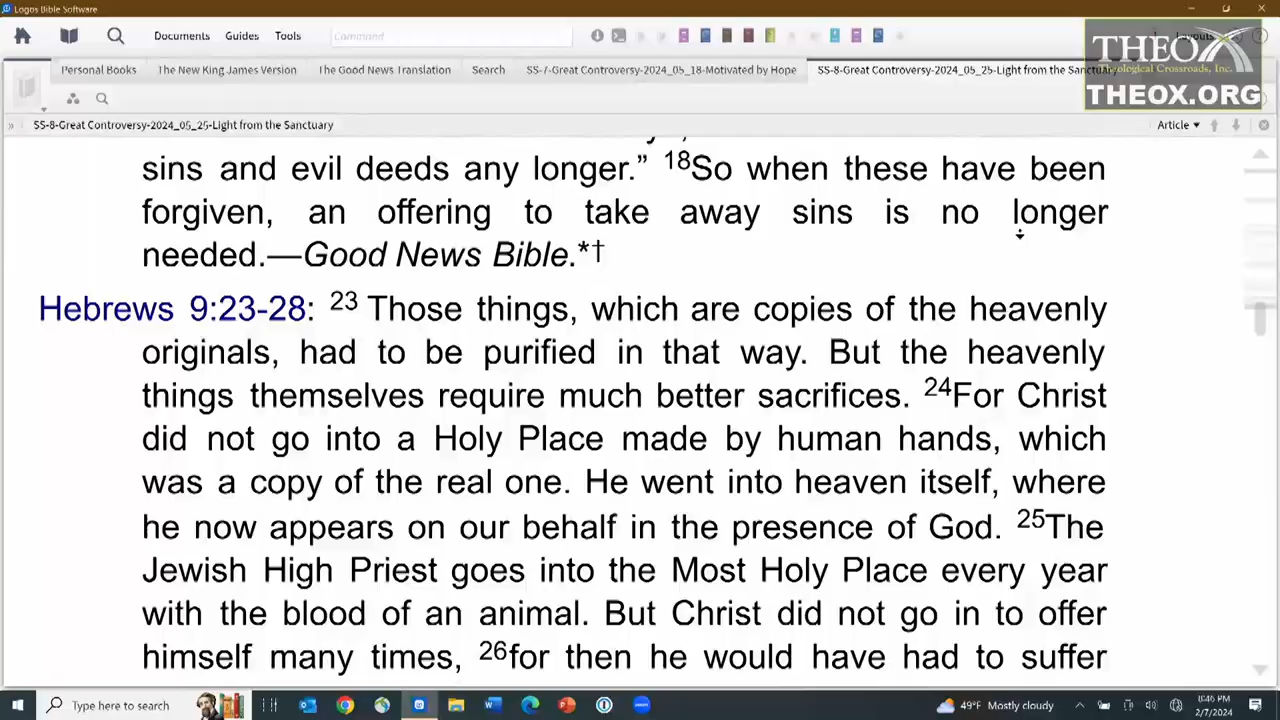 Logos Bible Software
Documents Guides Tools Command
THEOX
Theological Crossroads, Inc.
THEOX.ORG
Personal Books The New King James Version The Good News Search SS-7-Great Controversy-2024_05_18-Motivated by Hope SS-8-Great Controversy-2024_05_25-Light from the Sanctuary
SS-8-Great Controversy-2024_05_25-Light from the Sanctuary Article
sins and evil deeds any longer.” 18So when these have been
forgiven, an offering to take away sins is no longer
needed.—Good News Bible.*†
Hebrews 9:23-28: 23 Those things, which are copies of the heavenly
originals, had to be purified in that way. But the heavenly
things themselves require much better sacrifices. 24For Christ
did not go into a Holy Place made by human hands, which
was a copy of the real one. He went into heaven itself, where
he now appears on our behalf in the presence of God. 25The
Jewish High Priest goes into the Most Holy Place every year
with the blood of an animal. But Christ did not go in to offer
himself many times, 26for then he would have had to suffer
Type here to search 49°F Mostly cloudy 8:46 PM
2/7/2024